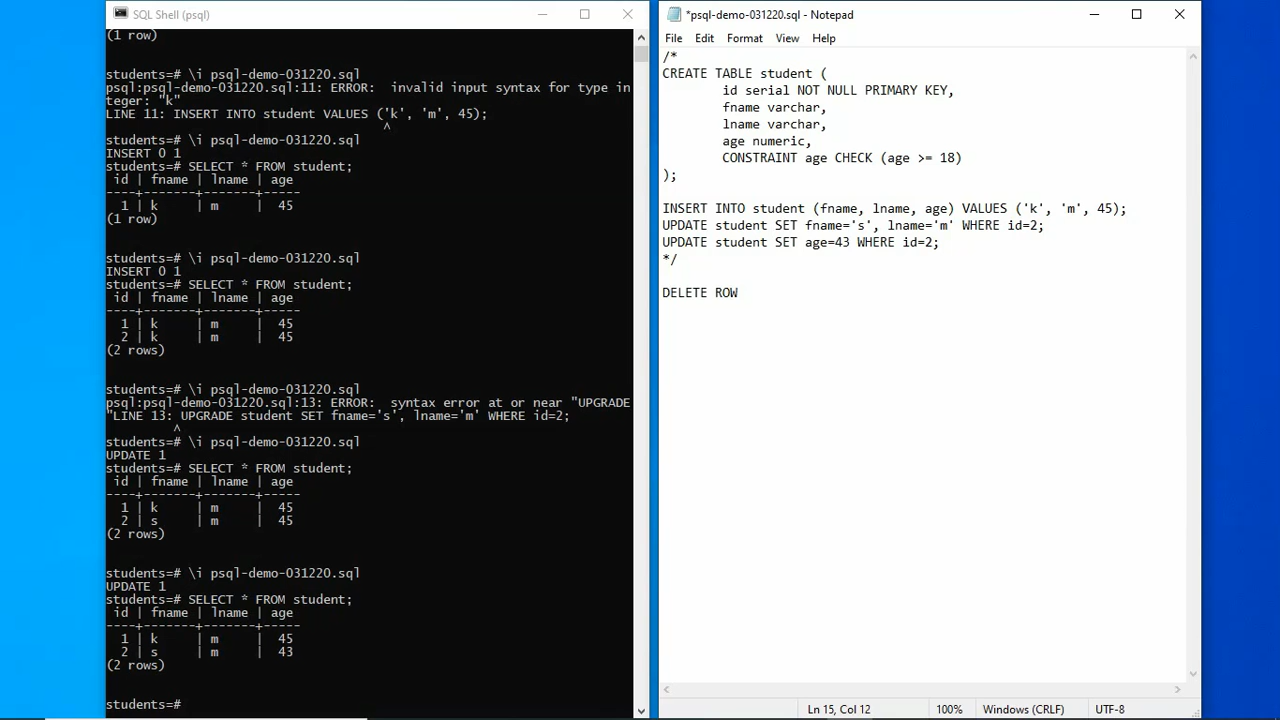 SQL Shell (psql)
(1 row)
students=# \i psql-demo-031220.sql
psql:psql-demo-031220.sql:11: ERROR:  invalid input syntax for type in
teger: "k"
LINE 11: INSERT INTO student VALUES ('k', 'm', 45);
^
students=# \i psql-demo-031220.sql
INSERT 0 1
students=# SELECT * FROM student;
id | fname | lname | age
----+-------+-------+-----
1 | k     | m     |  45
(1 row)
students=# \i psql-demo-031220.sql
INSERT 0 1
students=# SELECT * FROM student;
id | fname | lname | age
----+-------+-------+-----
1 | k     | m     |  45
2 | k     | m     |  45
(2 rows)
students=# \i psql-demo-031220.sql
psql:psql-demo-031220.sql:13: ERROR:  syntax error at or near "UPGRADE
"LINE 13: UPGRADE student SET fname='s', lname='m' WHERE id=2;
^
students=# \i psql-demo-031220.sql
UPDATE 1
students=# SELECT * FROM student;
id | fname | lname | age
----+-------+-------+-----
1 | k     | m     |  45
2 | s     | m     |  45
(2 rows)
students=# \i psql-demo-031220.sql
UPDATE 1
students=# SELECT * FROM student;
id | fname | lname | age
----+-------+-------+-----
1 | k     | m     |  45
2 | s     | m     |  43
(2 rows)
students=#
*psql-demo-031220.sql - Notepad
File Edit Format View Help
/*
CREATE TABLE student (
id serial NOT NULL PRIMARY KEY,
fname varchar,
lname varchar,
age numeric,
CONSTRAINT age CHECK (age >= 18)
);
INSERT INTO student (fname, lname, age) VALUES ('k', 'm', 45);
UPDATE student SET fname='s', lname='m' WHERE id=2;
UPDATE student SET age=43 WHERE id=2;
*/
DELETE ROW
Ln 15, Col 12 100% Windows (CRLF) UTF-8